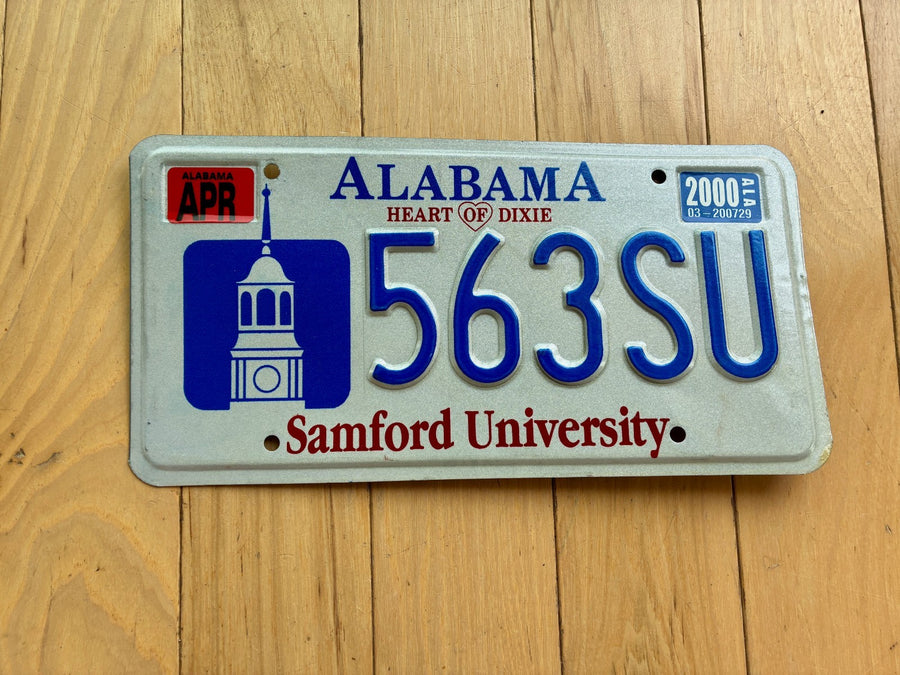 ALABAMA
APR
ALABAMA
HEART OF DIXIE
2000 ALA
03-200729
563SU
Samford University